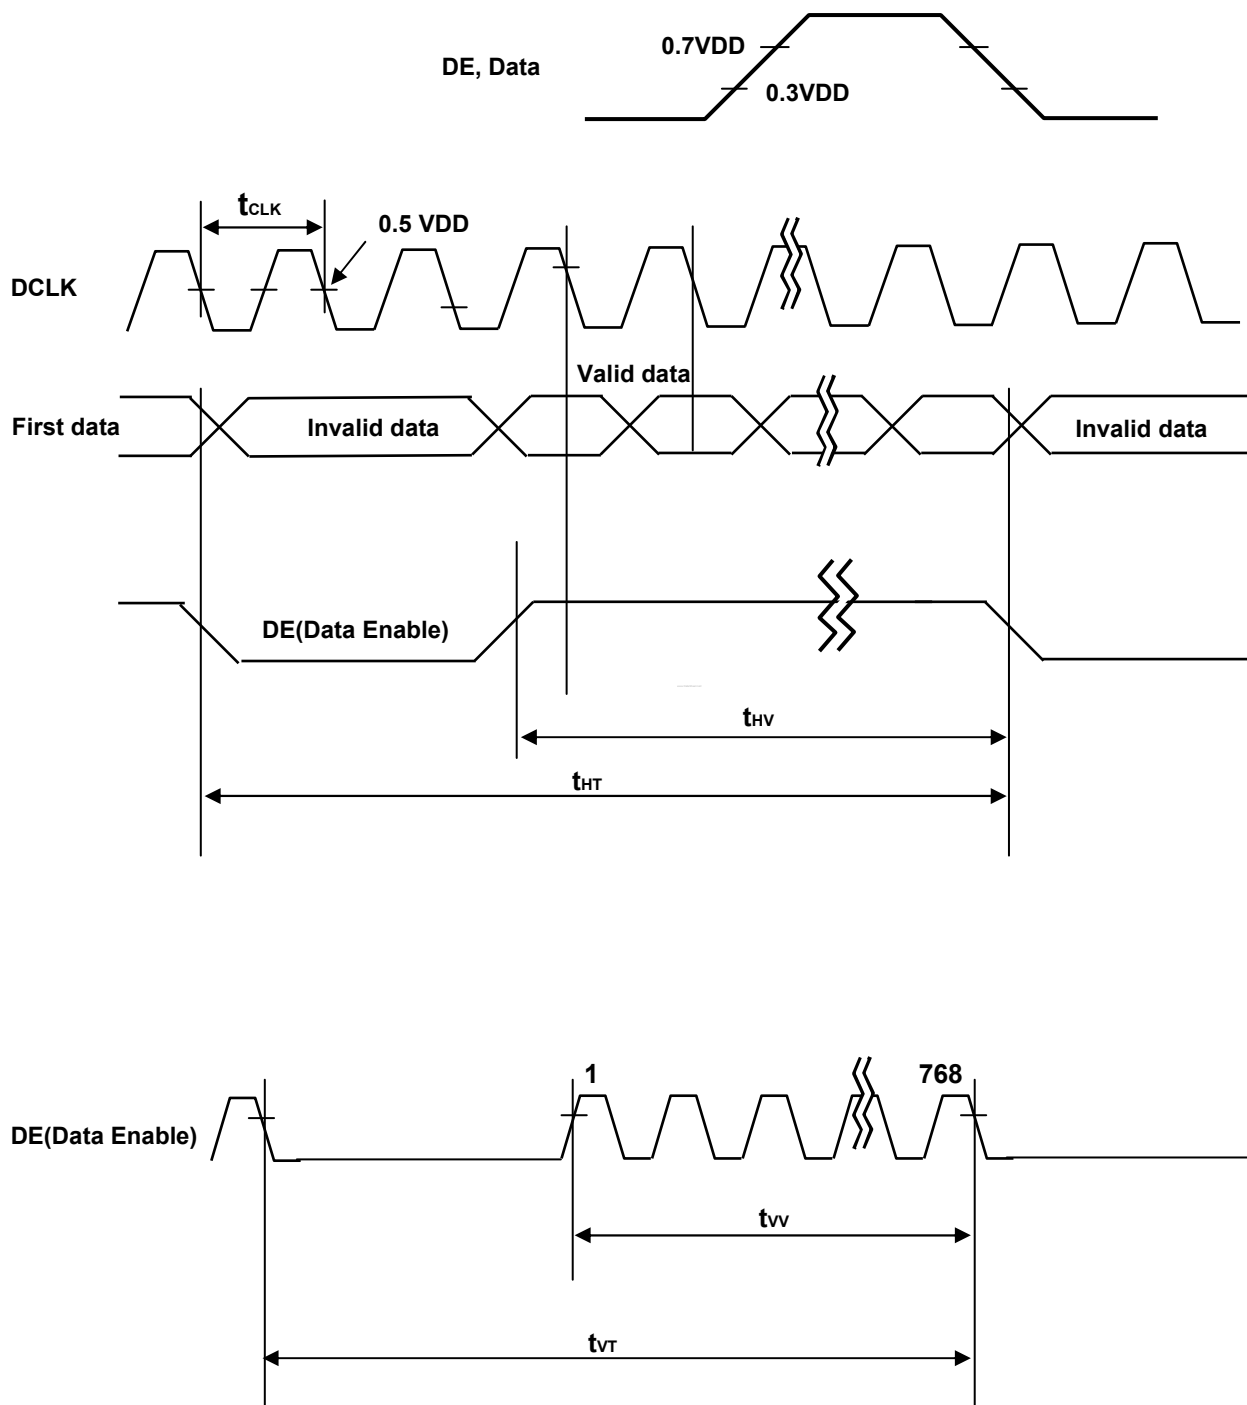 0.7VDD
DE, Data
0.3VDD
tCLK
0.5 VDD
DCLK
Valid data
First data
Invalid data
Invalid data
DE(Data Enable)
tHV
tHT
1
768
DE(Data Enable)
tVV
tVT